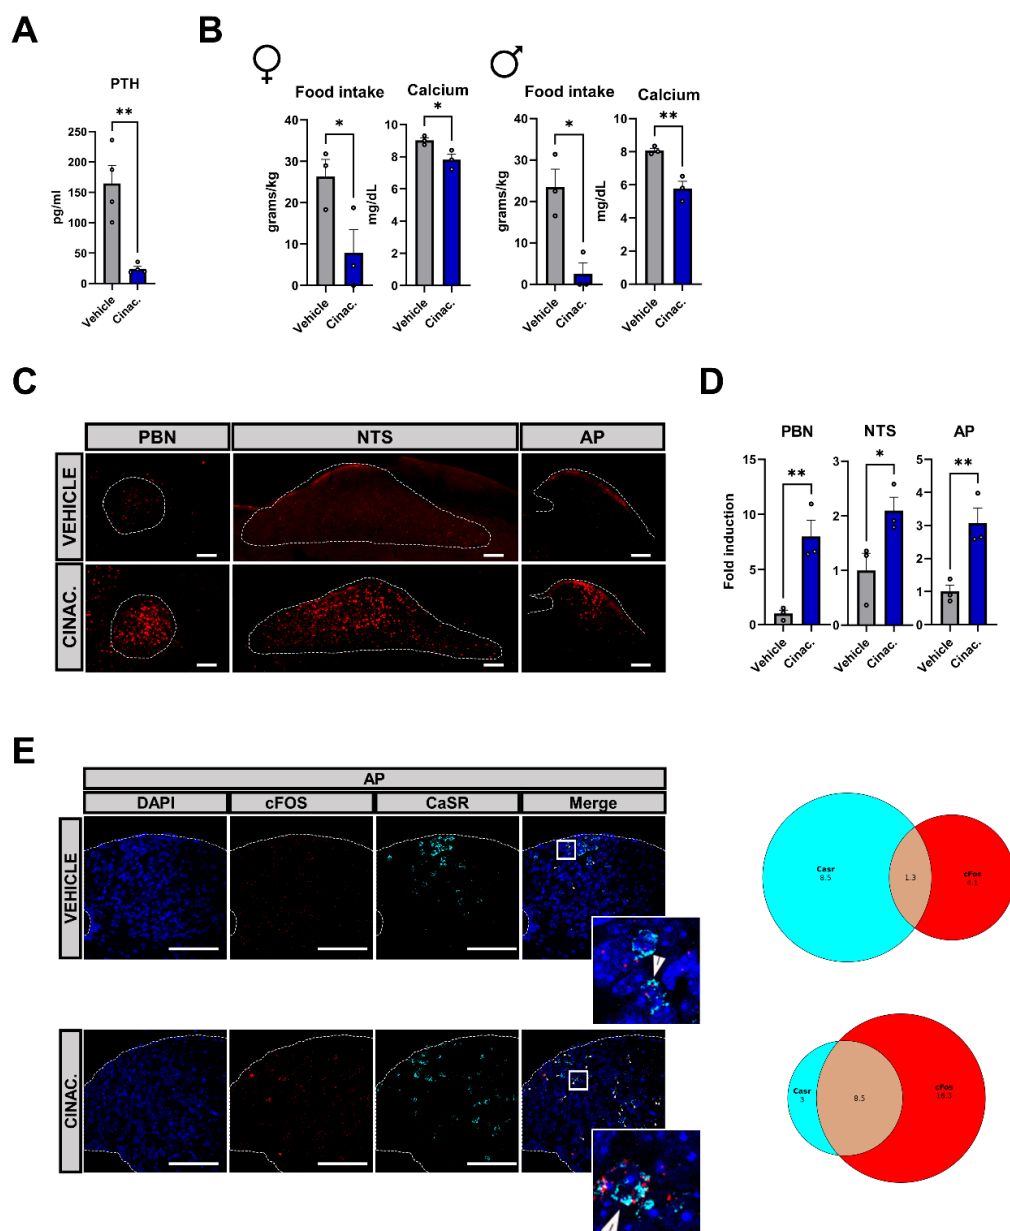 A
B
PTH
**
pg/ml
250
200
150
100
50
0
Vehicle
Cinac.
♀
Food intake
*
grams/kg
40
30
20
10
0
Vehicle
Cinac.
Calcium
*
mg/dL
10
8
6
4
2
0
Vehicle
Cinac.
♂
Food intake
*
grams/kg
40
30
20
10
0
Vehicle
Cinac.
Calcium
**
mg/dL
10
8
6
4
2
0
Vehicle
Cinac.
C
PBN
NTS
AP
VEHICLE
CINAC.
D
Fold induction
PBN
**
15
10
5
0
Vehicle
Cinac.
NTS
*
3
2
1
0
Vehicle
Cinac.
AP
**
5
4
3
2
1
0
Vehicle
Cinac.
E
AP
DAPI
cFOS
CaSR
Merge
VEHICLE
CINAC.
Casr
8.5
1.3
cFos
4.1
Casr
3
8.5
cFos
16.3